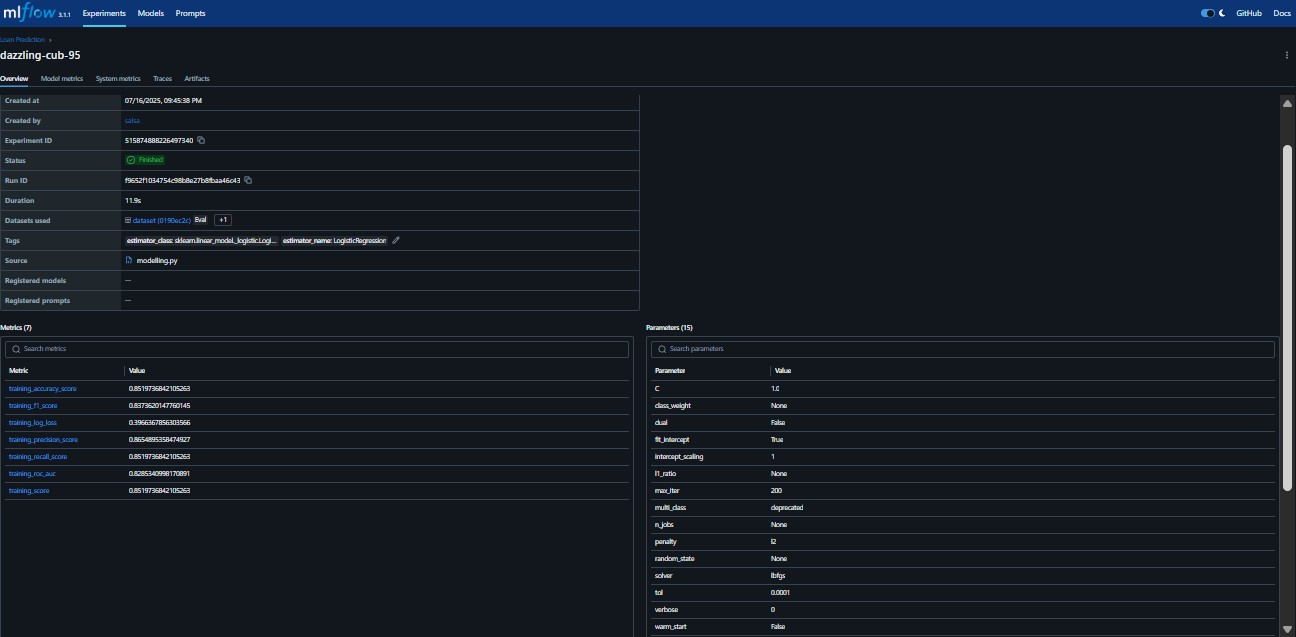 mlflow 3.1.1 Experiments Models Prompts GitHub Docs
Loan Prediction
dazzling-cub-95
Overview Model metrics System metrics Traces Artifacts
Created at 07/16/2025, 09:45:38 PM
Created by salsa
Experiment ID 515874888226497340
Status Finished
Run ID f9652f1034754c98b8e27b8fbaa46c43
Duration 11.9s
Datasets used dataset (0190ec2c) Eval +1
Tags estimator_class: sklearn.linear_model._logistic.Logi... estimator_name: LogisticRegression
Source modelling.py
Registered models —
Registered prompts —
Metrics (7)
Search metrics
Metric Value
training_accuracy_score 0.8519736842105263
training_f1_score 0.8373620147760145
training_log_loss 0.3966367856303566
training_precision_score 0.8654895358474927
training_recall_score 0.8519736842105263
training_roc_auc 0.8285340998170891
training_score 0.8519736842105263
Parameters (15)
Search parameters
Parameter Value
C 1.0
class_weight None
dual False
fit_intercept True
intercept_scaling 1
l1_ratio None
max_iter 200
multi_class deprecated
n_jobs None
penalty l2
random_state None
solver lbfgs
tol 0.0001
verbose 0
warm_start False